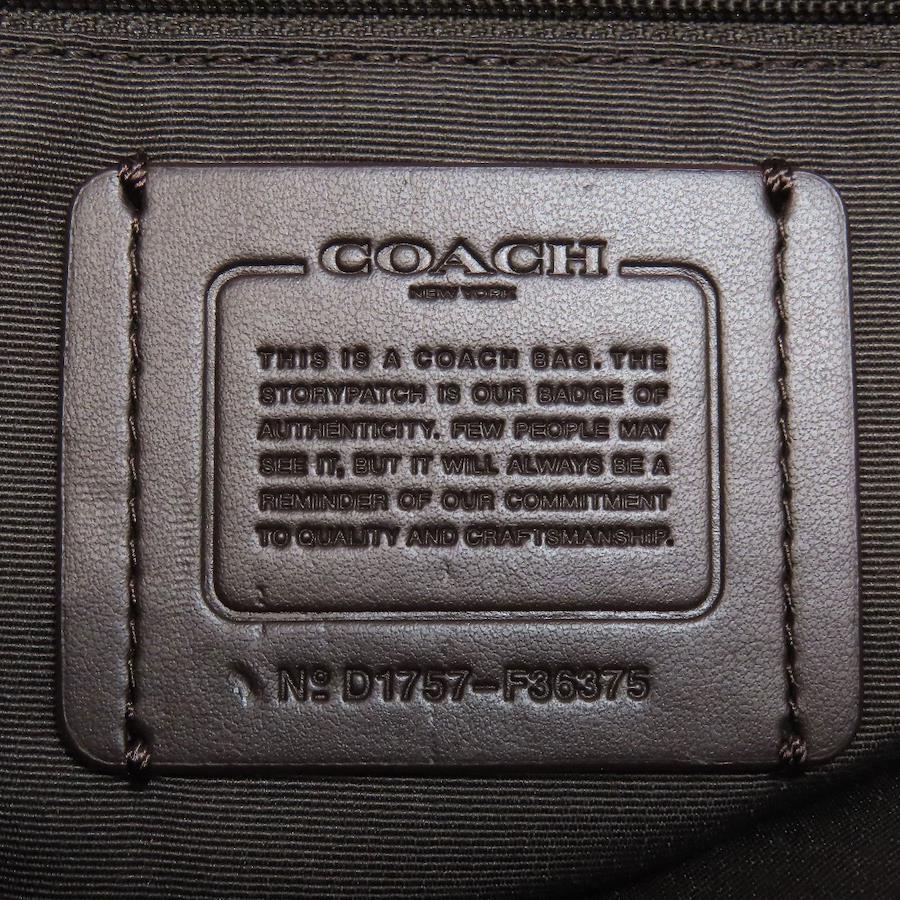 COACH
NEW YORK
THIS IS A COACH BAG. THE
STORYPATCH IS OUR BADGE OF
AUTHENTICITY. FEW PEOPLE MAY
SEE IT, BUT IT WILL ALWAYS BE A
REMINDER OF OUR COMMITMENT
TO QUALITY AND CRAFTSMANSHIP.
Nº D1757-F36375